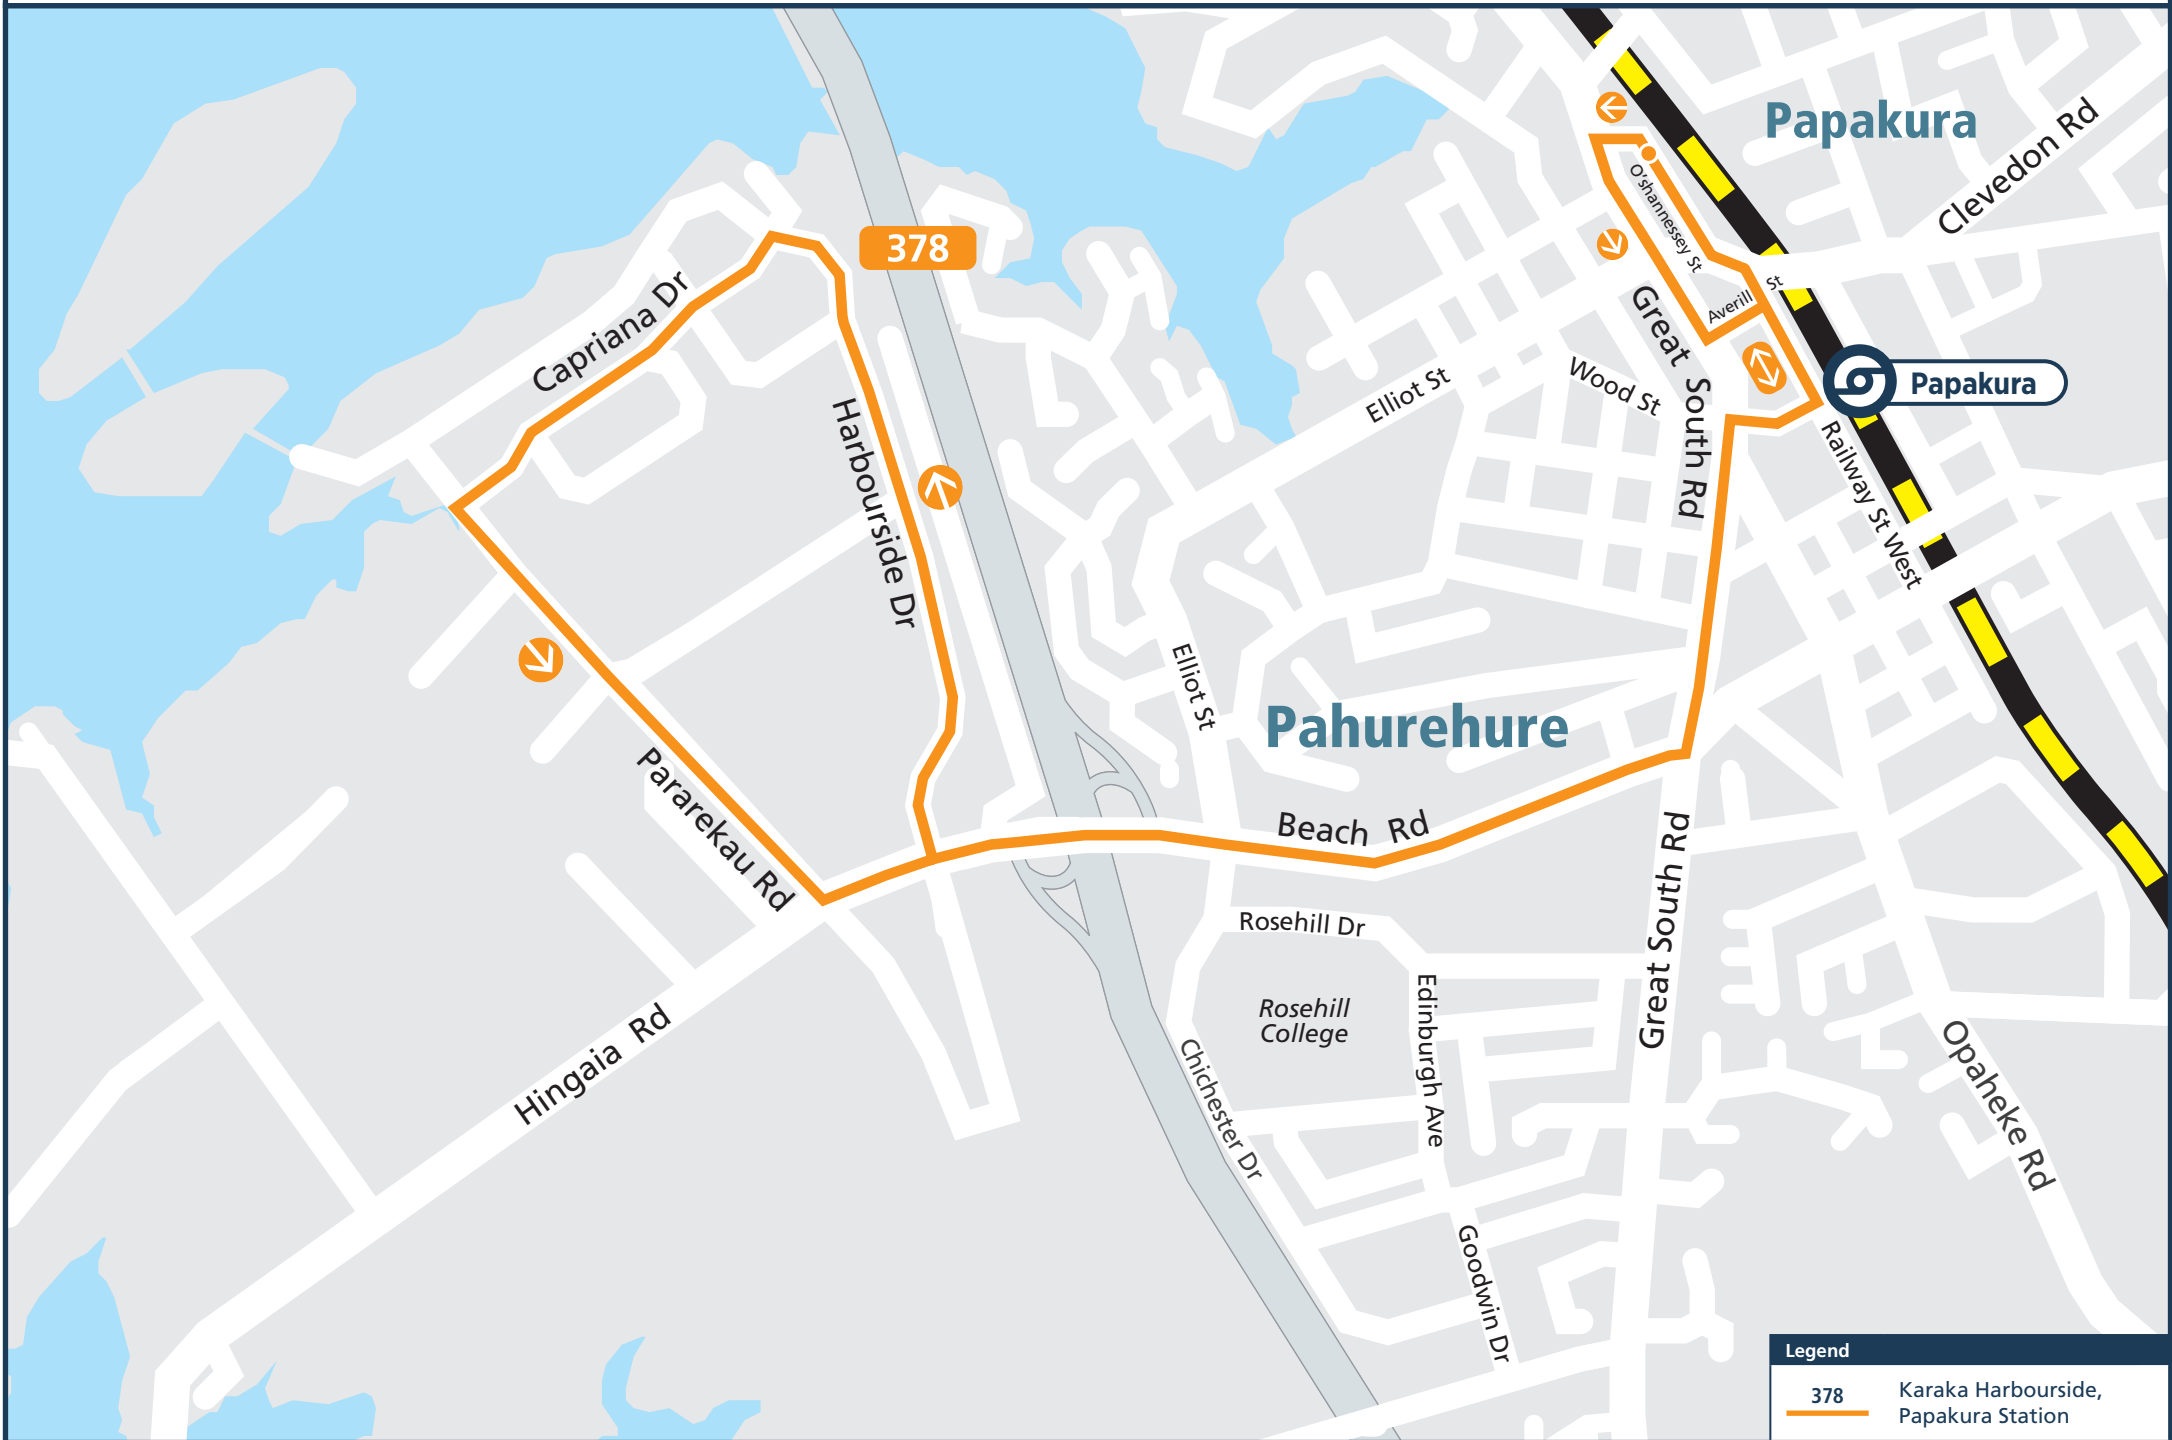 Papakura
Clevedon Rd
O'shannessey St
378
Averill St
Great South Rd
Capriana Dr
Papakura
Wood St
Elliot St
Harbourside Dr
Railway St West
Elliot St
Pahurehure
Pararekau Rd
Beach Rd
Great South Rd
Rosehill Dr
Rosehill
College
Edinburgh Ave
Hingaia Rd
Chichester Dr
Opaheke Rd
Goodwin Dr
Legend
378
Karaka Harbourside,
Papakura Station